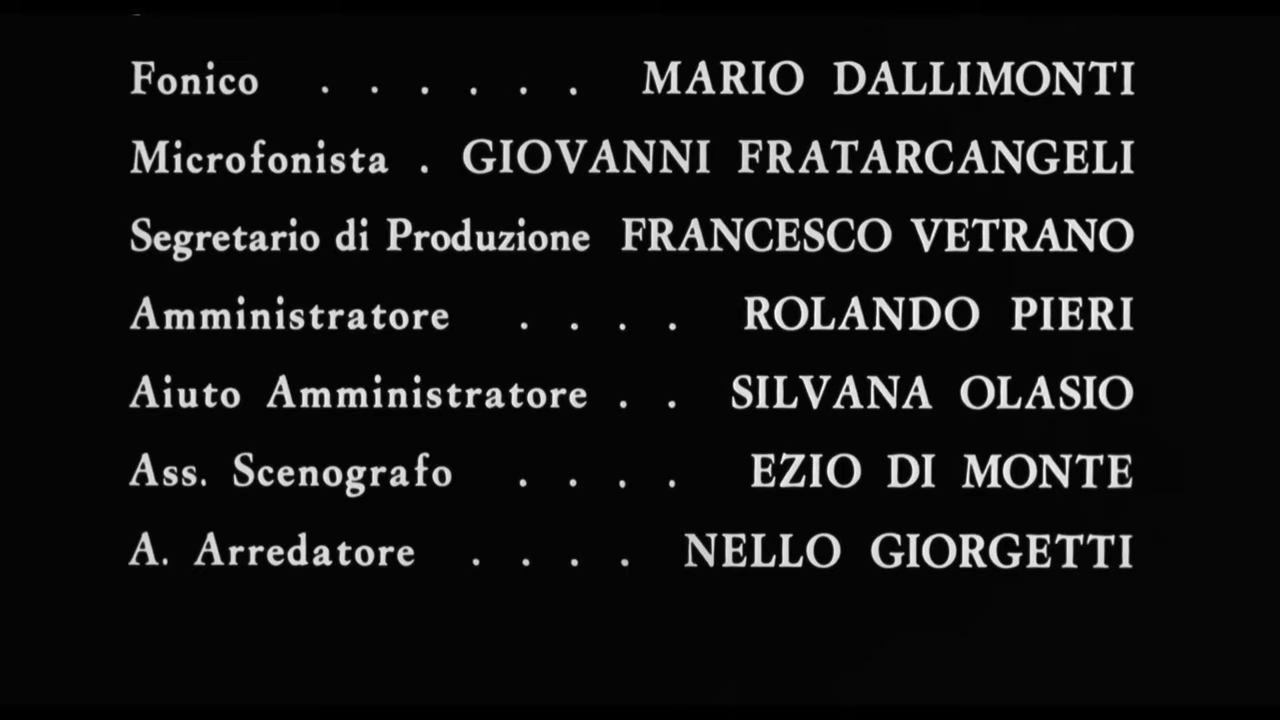 Fonico . . . . . . MARIO DALLIMONTI
Microfonista . GIOVANNI FRATARCANGELI
Segretario di Produzione FRANCESCO VETRANO
Amministratore . . . . ROLANDO PIERI
Aiuto Amministratore . . SILVANA OLASIO
Ass. Scenografo . . . . EZIO DI MONTE
A. Arredatore . . . . NELLO GIORGETTI